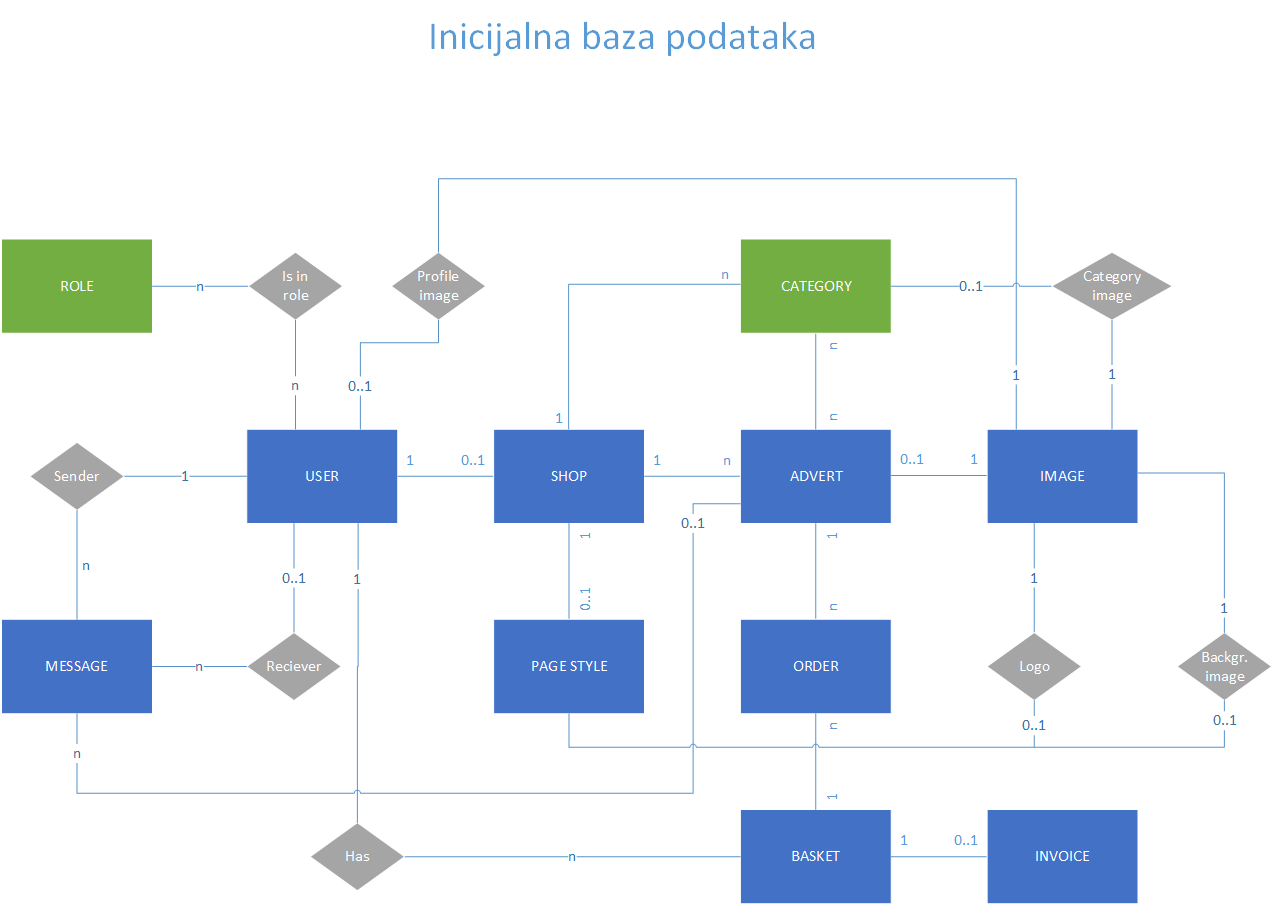 Inicijalna baza podataka
ROLE
n
Is in
role
Profile
image
n
CATEGORY
0..1
Category
image
n
n
0..1
1
n
n
1
1
Sender
1
USER
1
0..1
SHOP
1
n
ADVERT
0..1
1
IMAGE
n
0..1
1
1
0..1
0..1
1
n
1
1
MESSAGE
n
Reciever
PAGE STYLE
ORDER
Logo
Backgr.
image
n
n
0..1
0..1
1
Has
n
BASKET
1
0..1
INVOICE